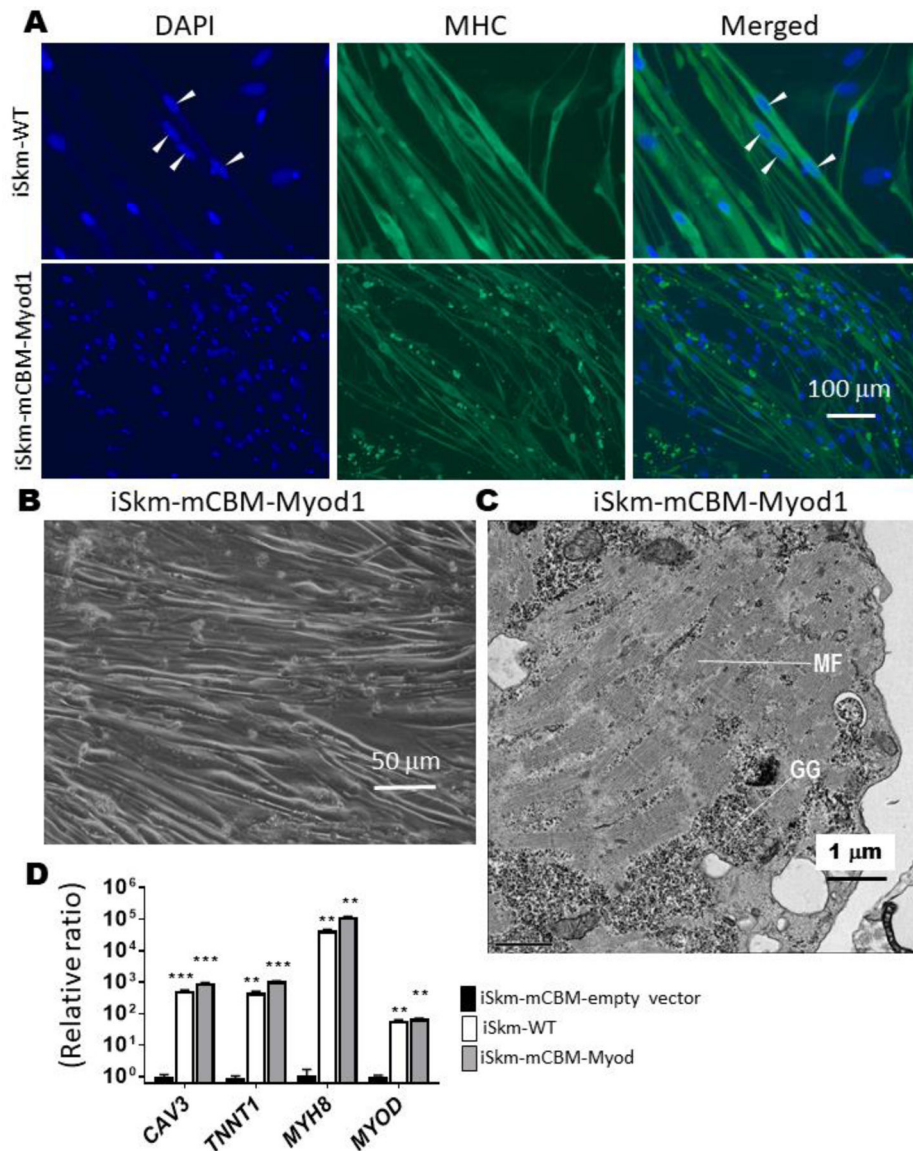 A
DAPI
MHC
Merged
iSkm-WT
iSkm-mCBM-Myod1
100 μm
B
iSkm-mCBM-Myod1
50 μm
C
iSkm-mCBM-Myod1
MF
GG
1 μm
D
(Relative ratio)
10⁶
10⁵
10⁴
10³
10²
10¹
10⁰
***
***
**
***
**
**
**
**
CAV3
TNNT1
MYH8
MYOD
iSkm-mCBM-empty vector
iSkm-WT
iSkm-mCBM-Myod